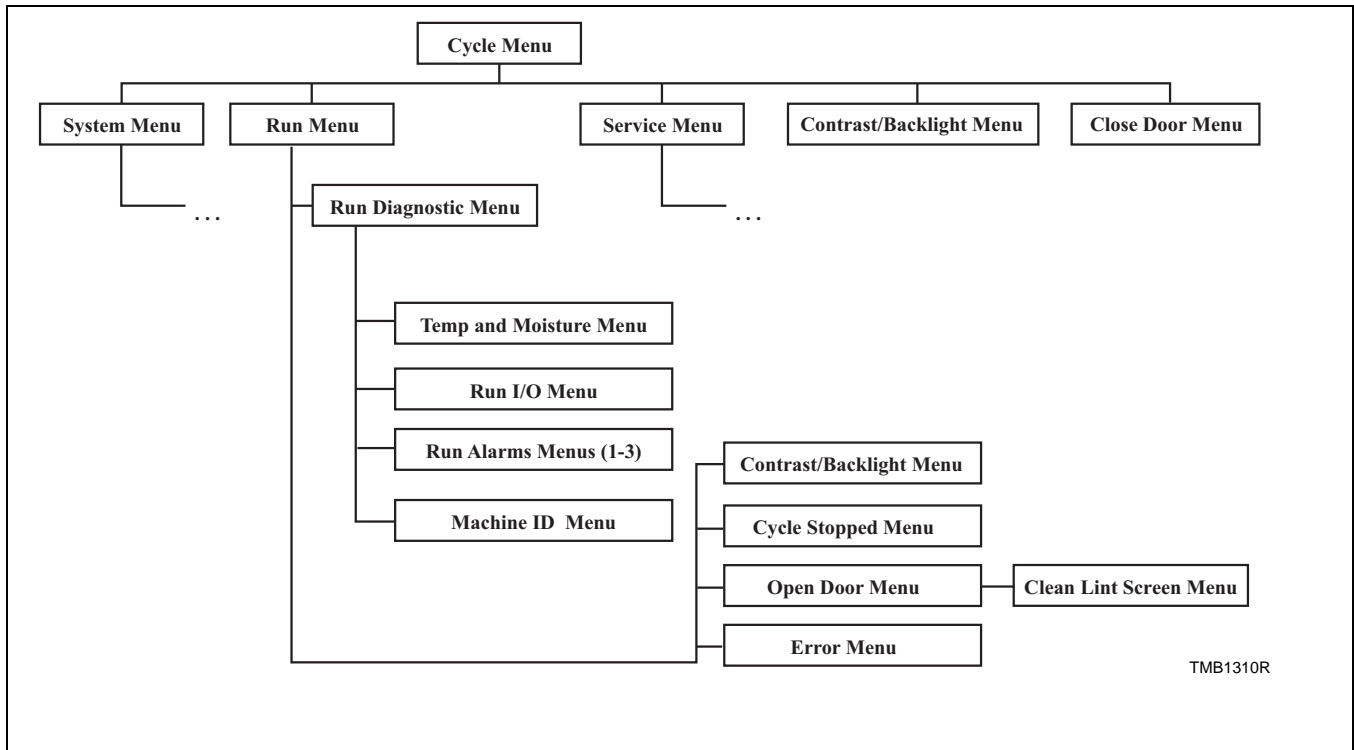 Cycle Menu
System Menu
Run Menu
Service Menu
Contrast/Backlight Menu
Close Door Menu
...
Run Diagnostic Menu
...
Temp and Moisture Menu
Run I/O Menu
Run Alarms Menus (1-3)
Machine ID Menu
Contrast/Backlight Menu
Cycle Stopped Menu
Open Door Menu
Clean Lint Screen Menu
Error Menu
TMB1310R